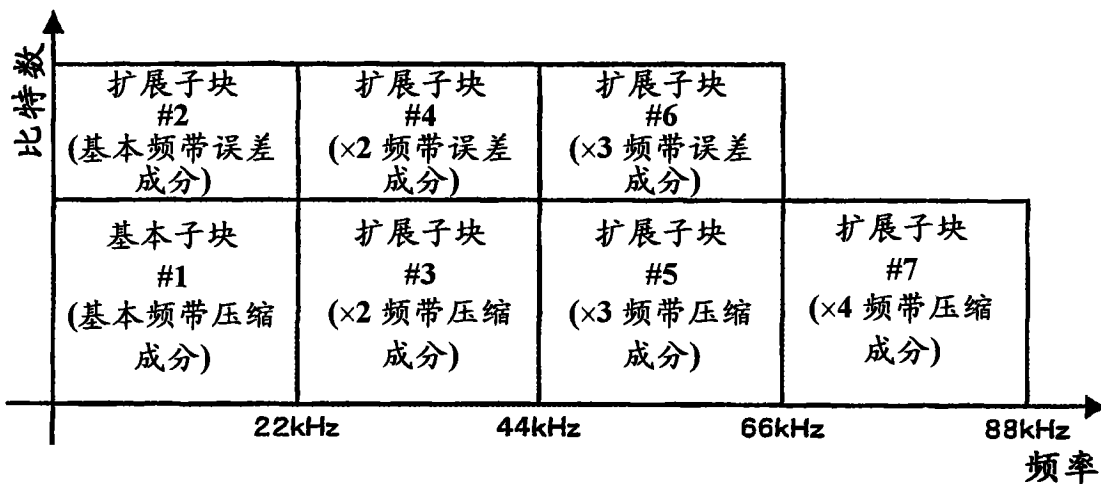 比特数
扩展子块
#2
(基本频带误差
成分)
扩展子块
#4
(×2 频带误差
成分)
扩展子块
#6
(×3 频带误差
成分)
基本子块
#1
(基本频带压缩
成分)
扩展子块
#3
(×2 频带压缩
成分)
扩展子块
#5
(×3 频带压缩
成分)
扩展子块
#7
(×4 频带压缩
成分)
22kHz
44kHz
66kHz
88kHz
频率